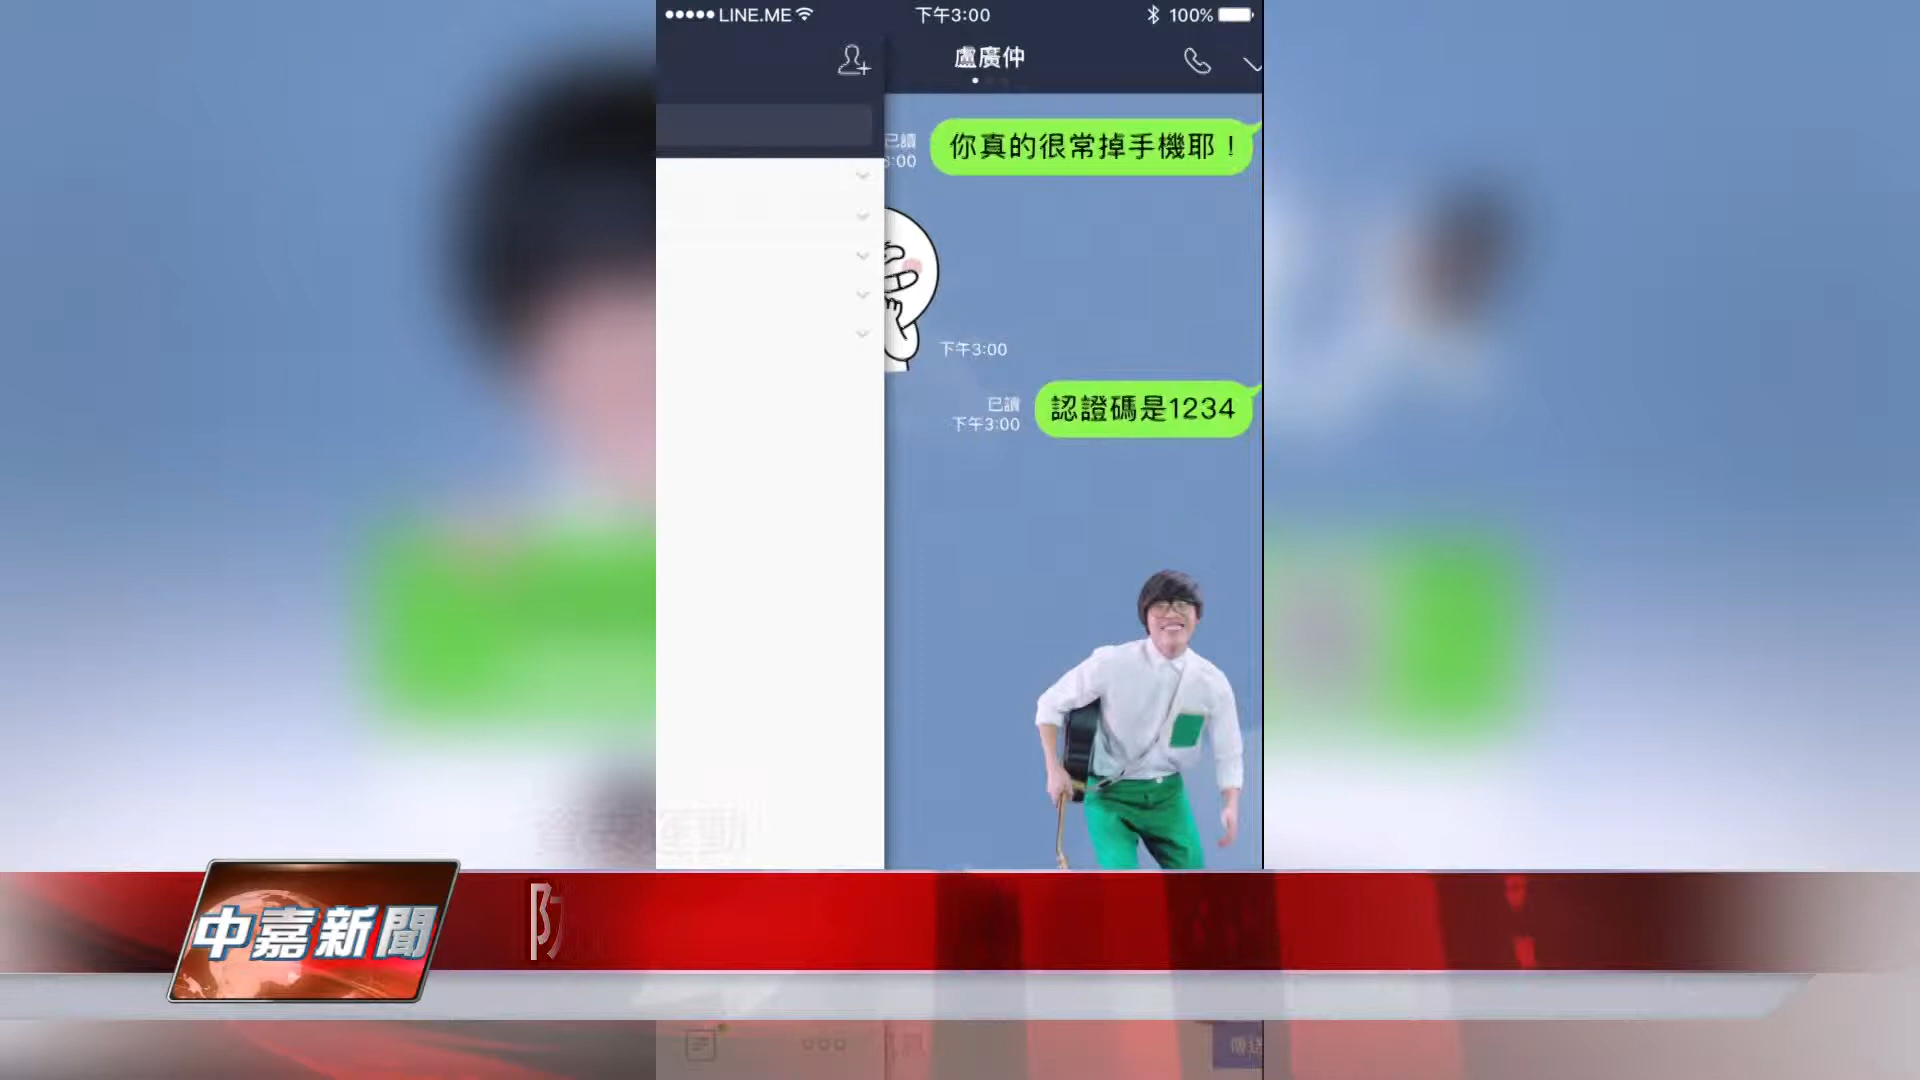 LINE.ME 下午3:00 100%
盧廣仲
已讀
3:00
你真的很常掉手機耶！
下午3:00
已讀
下午3:00
認證碼是1234
中嘉新聞